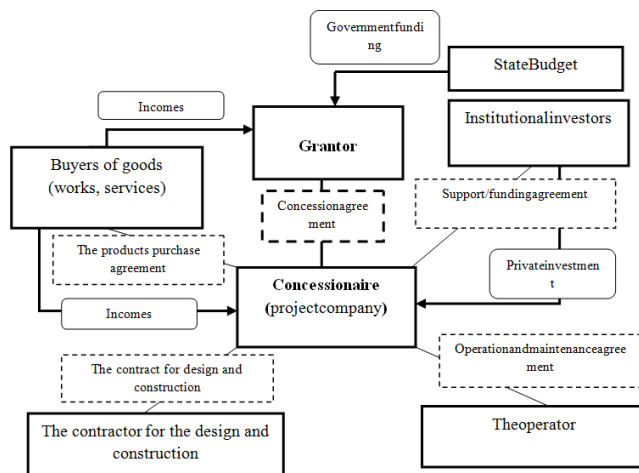 Governmentfundi
ng
StateBudget
Incomes
Institutionalinvestors
Grantor
Buyers of goods
(works, services)
Concessionagree
ment
Support/fundingagreement
The products purchase
agreement
Privateinvestmen
t
Concessionaire
(projectcompany)
Incomes
Operationandmaintenanceagree
ment
The contract for design and
construction
The contractor for the design and
construction
Theoperator